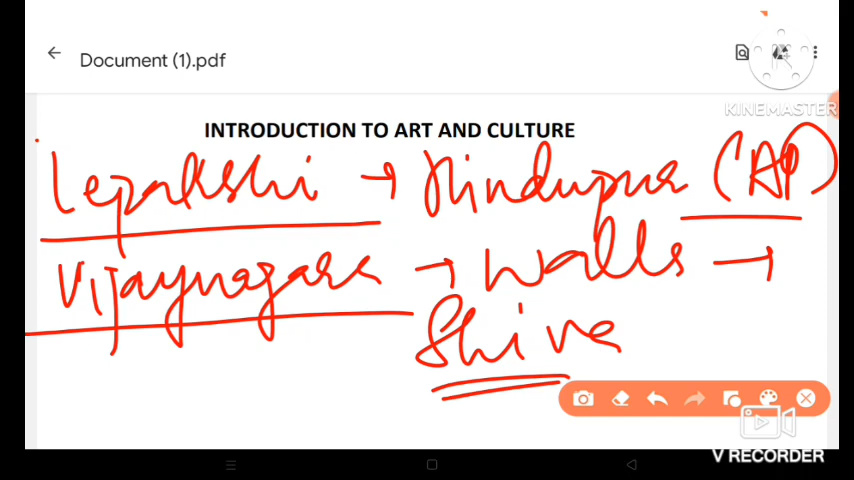 Document (1).pdf
KINEMASTER
INTRODUCTION TO ART AND CULTURE
Lepakshi → Hindupur (AP)
Vijaynagara → Walls →
Shiva
V RECORDER